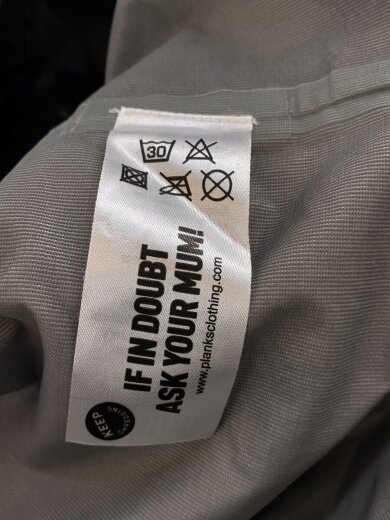 30
IF IN DOUBT
ASK YOUR MUM!
www.planksclothing.com
KEEP